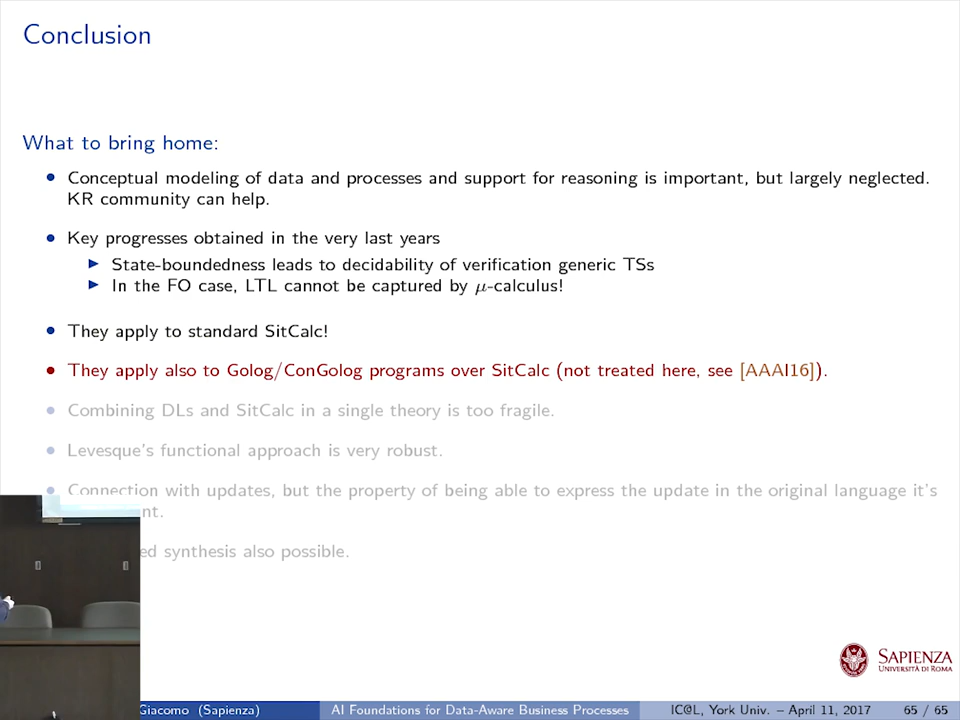 Conclusion
What to bring home:
Conceptual modeling of data and processes and support for reasoning is important, but largely neglected.
KR community can help.
Key progresses obtained in the very last years
State-boundedness leads to decidability of verification generic TSs
In the FO case, LTL cannot be captured by μ-calculus!
They apply to standard SitCalc!
They apply also to Golog/ConGolog programs over SitCalc (not treated here, see [AAAI16]).
Combining DLs and SitCalc in a single theory is too fragile.
Levesque's functional approach is very robust.
Connection with updates, but the property of being able to express the update in the original language it's
synthesis also possible.
SAPIENZA
UNIVERSITÀ DI ROMA
Giacomo (Sapienza) AI Foundations for Data-Aware Business Processes IC@L, York Univ. – April 11, 2017 65 / 65